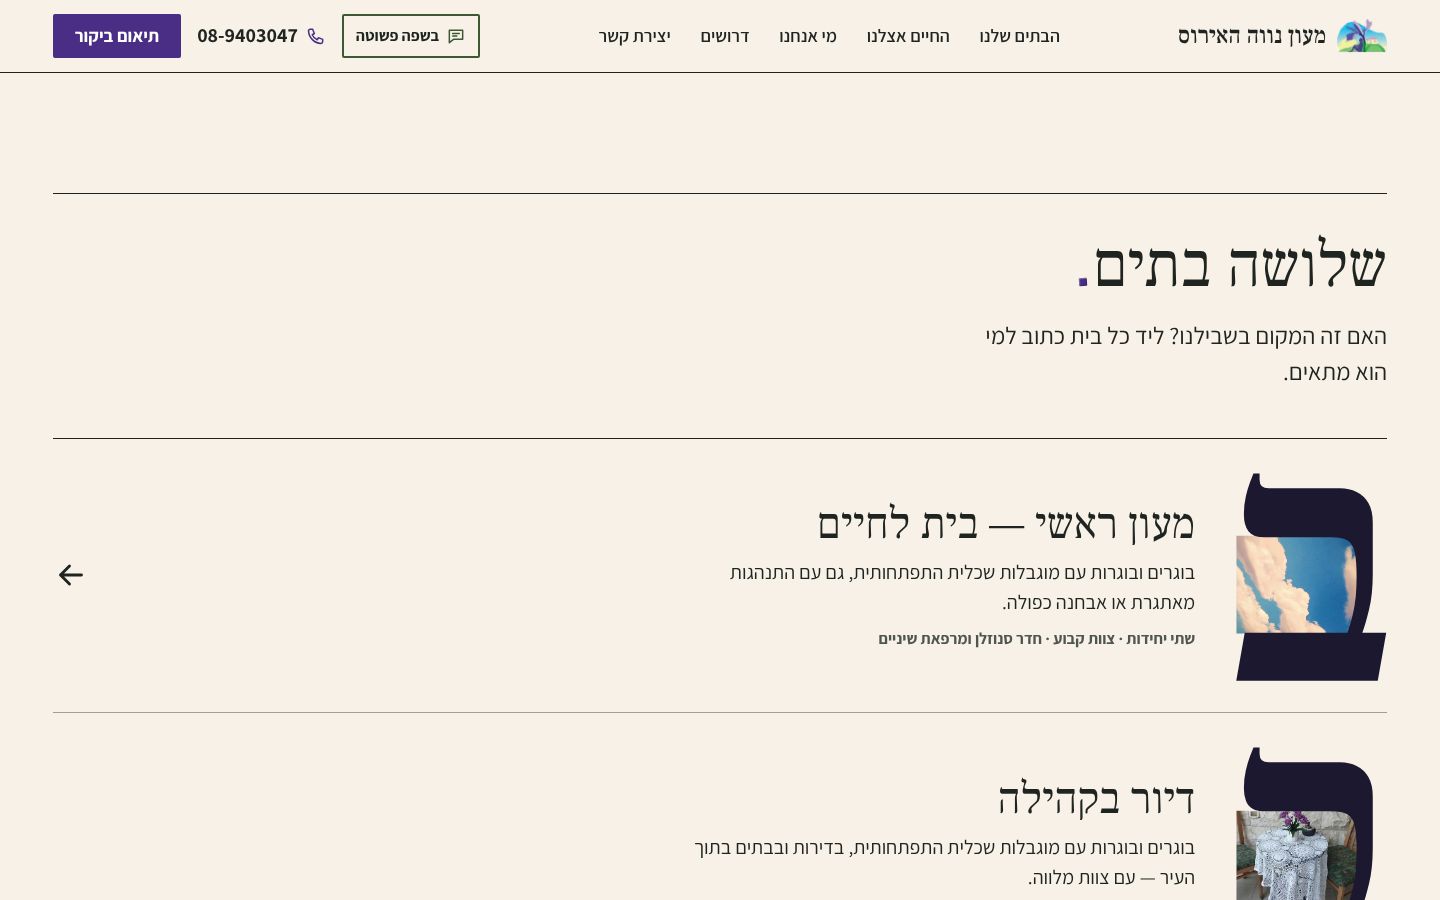 מעון נווה האירוס
הבתים שלנו
החיים אצלנו
מי אנחנו
דרושים
יצירת קשר
בשפה פשוטה
08-9403047
תיאום ביקור
שלושה בתים.
האם זה המקום בשבילנו? ליד כל בית כתוב למי
הוא מתאים.
ב
מעון ראשי — בית לחיים
בוגרים ובוגרות עם מוגבלות שכלית התפתחותית, גם עם התנהגות
מאתגרת או אבחנה כפולה.
שתי יחידות · צוות קבוע · חדר סנוזלן ומרפאת שיניים
ב
דיור בקהילה
בוגרים ובוגרות עם מוגבלות שכלית התפתחותית, בדירות ובבתים בתוך
העיר — עם צוות מלווה.